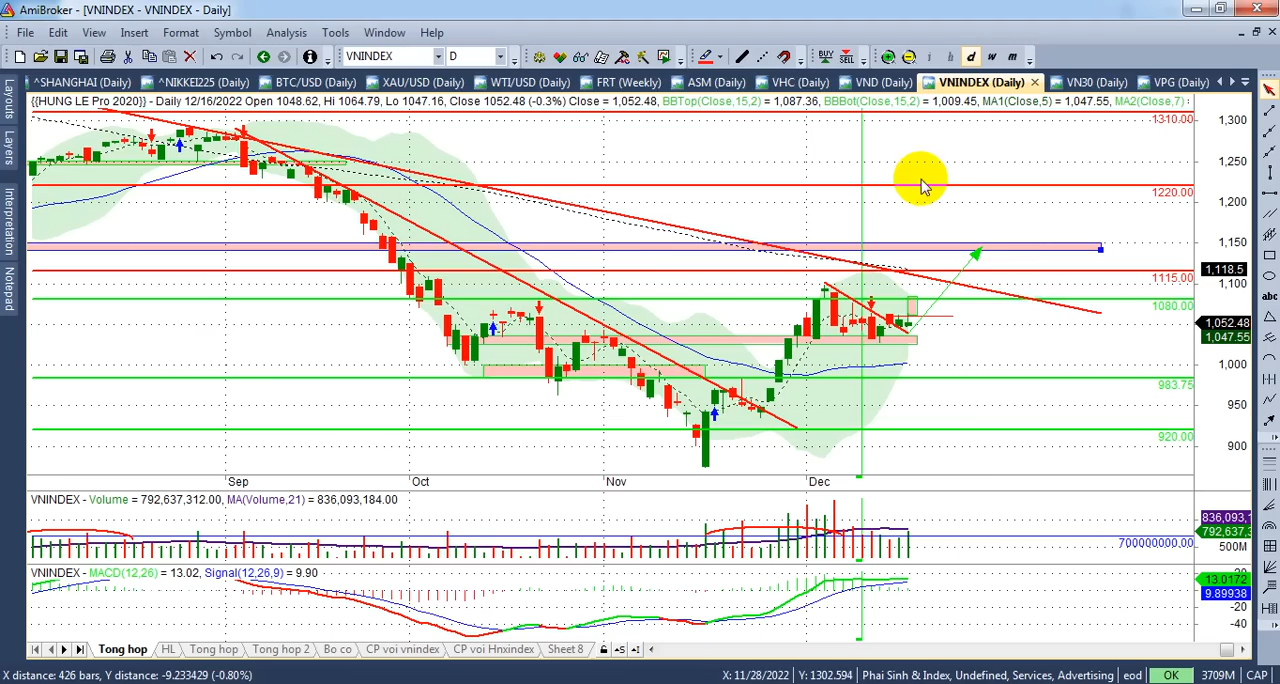 AmiBroker - [VNINDEX - VNINDEX - Daily]
File Edit View Insert Format Symbol Analysis Tools Window Help
VNINDEX D BUY SELL i h d w m
^SHANGHAI (Daily) ^NIKKEI225 (Daily) BTC/USD (Daily) XAU/USD (Daily) WTI/USD (Daily) FRT (Weekly) ASM (Daily) VHC (Daily) VND (Daily) VNINDEX (Daily) VN30 (Daily) VPG (Daily)
Layouts
Layers
Interpretation
Notepad
{{HUNG LE Pro 2020}} - Daily 12/16/2022 Open 1048.62, Hi 1064.79, Lo 1047.16, Close 1052.48 (-0.3%) Close = 1,052.48, BBTop(Close,15,2) = 1,087.36, BBBot(Close,15,2) = 1,009.45, MA1(Close,5) = 1,047.55, MA2(Close,7) =
1310.00
1,300
1,250
1220.00
1,200
1,150
1,118.5
1115.00
1,100
1080.00
1,052.48
1,047.55
1,000
983.75
950
920.00
900
Sep Oct Nov Dec
VNINDEX - Volume = 792,637,312.00, MA(Volume,21) = 836,093,184.00
836,093,1
792,637,3
700000000.00
500M
VNINDEX - MACD(12,26) = 13.02, Signal(12,26,9) = 9.90
13.0172
9.89938
-20
-40
Tong hop HL Tong hop Tong hop 2 Bo co CP voi vnindex CP voi Hnxindex Sheet 8
X distance: 426 bars, Y distance: -9.233429 (-0.80%) X: 11/28/2022 Y: 1302.594 Phai Sinh & Index, Undefined, Services, Advertising eod OK 3709M CAP
abc